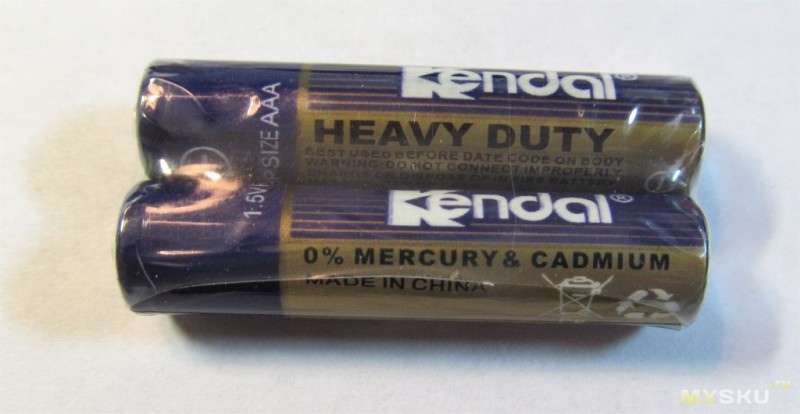 Kendal®
HEAVY DUTY
BEST USED BEFORE DATE CODE ON BODY
WARNING: DO NOT CONNECT IMPROPERLY
SIZE AAA
1.5V
Kendal®
0% MERCURY & CADMIUM
MADE IN CHINA
MYSKU.ru